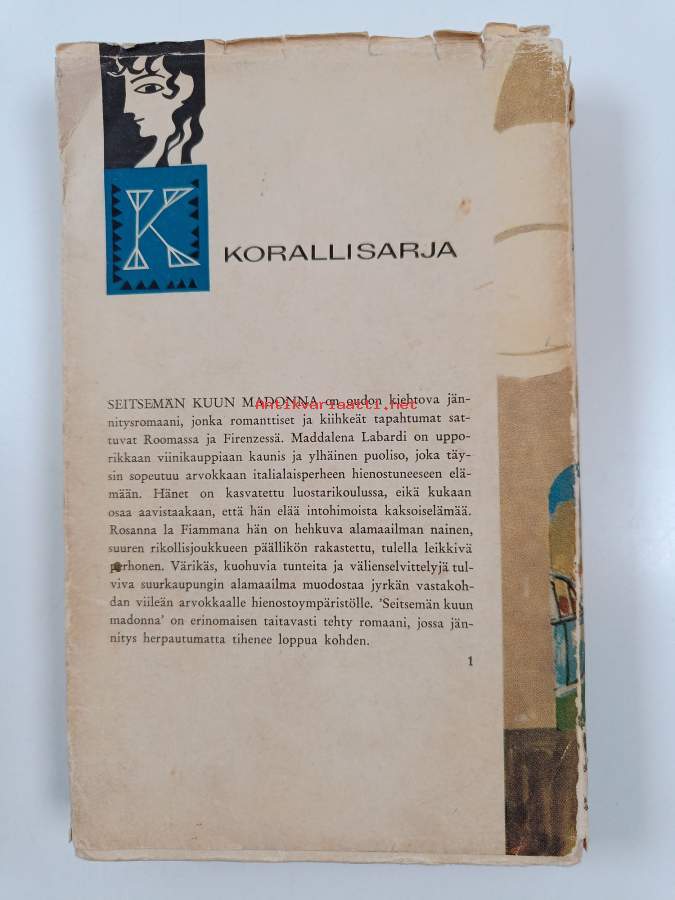 K
KORALLISARJA
SEITSEMÄN KUUN MADONNA on oudon kiehtova jän-
Antikvariaatti.net
nitysromaani, jonka romanttiset ja kiihkeät tapahtumat sat-
tuvat Roomassa ja Firenzessä. Maddalena Labardi on uppo-
rikkaan viinikauppiaan kaunis ja ylhäinen puoliso, joka täy-
sin sopeutuu arvokkaan italialaisperheen hienostuneeseen elä-
mään. Hänet on kasvatettu luostarikoulussa, eikä kukaan
osaa aavistaakaan, että hän elää intohimoista kaksoiselämää.
Rosanna la Fiammana hän on hehkuva alamaailman nainen,
suuren rikollisjoukkueen päällikön rakastettu, tulella leikkivä
perhonen. Värikäs, kuohuvia tunteita ja välienselvittelyjä tul-
viva suurkaupungin alamaailma muodostaa jyrkän vastakoh-
dan viileän arvokkaalle hienostoympäristölle. 'Seitsemän kuun
madonna' on erinomaisen taitavasti tehty romaani, jossa jän-
nitys herpautumatta tihenee loppua kohden.
1